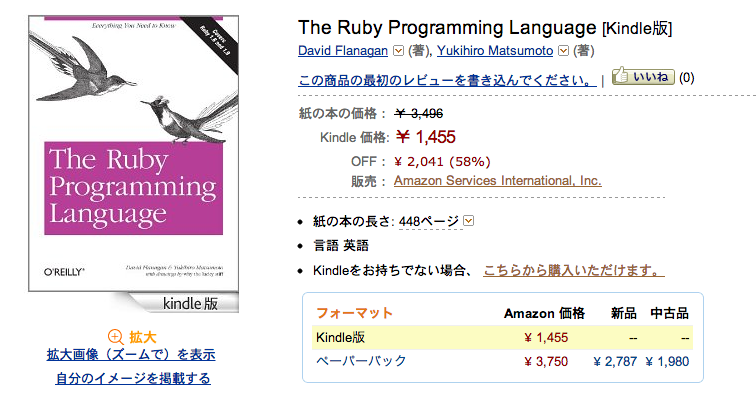 Everything You Need to Know
Covers
Ruby 1.8 and 1.9
The Ruby
Programming
Language
O'REILLY®
David Flanagan & Yukihiro Matsumoto
with drawings by why the lucky stiff
kindle 版
拡大
拡大画像（ズームで）を表示
自分のイメージを掲載する
The Ruby Programming Language [Kindle版]
David Flanagan (著), Yukihiro Matsumoto (著)
この商品の最初のレビューを書き込んでください。 | いいね (0)
紙の本の価格： ￥ 3,496
Kindle 価格: ￥ 1,455
OFF： ￥ 2,041 (58%)
販売： Amazon Services International, Inc.
• 紙の本の長さ: 448ページ
• 言語 英語
• Kindleをお持ちでない場合、 こちらから購入いただけます。
フォーマット Amazon 価格 新品 中古品
Kindle版 ￥ 1,455 -- --
ペーパーバック ￥ 3,750 ￥ 2,787 ￥ 1,980